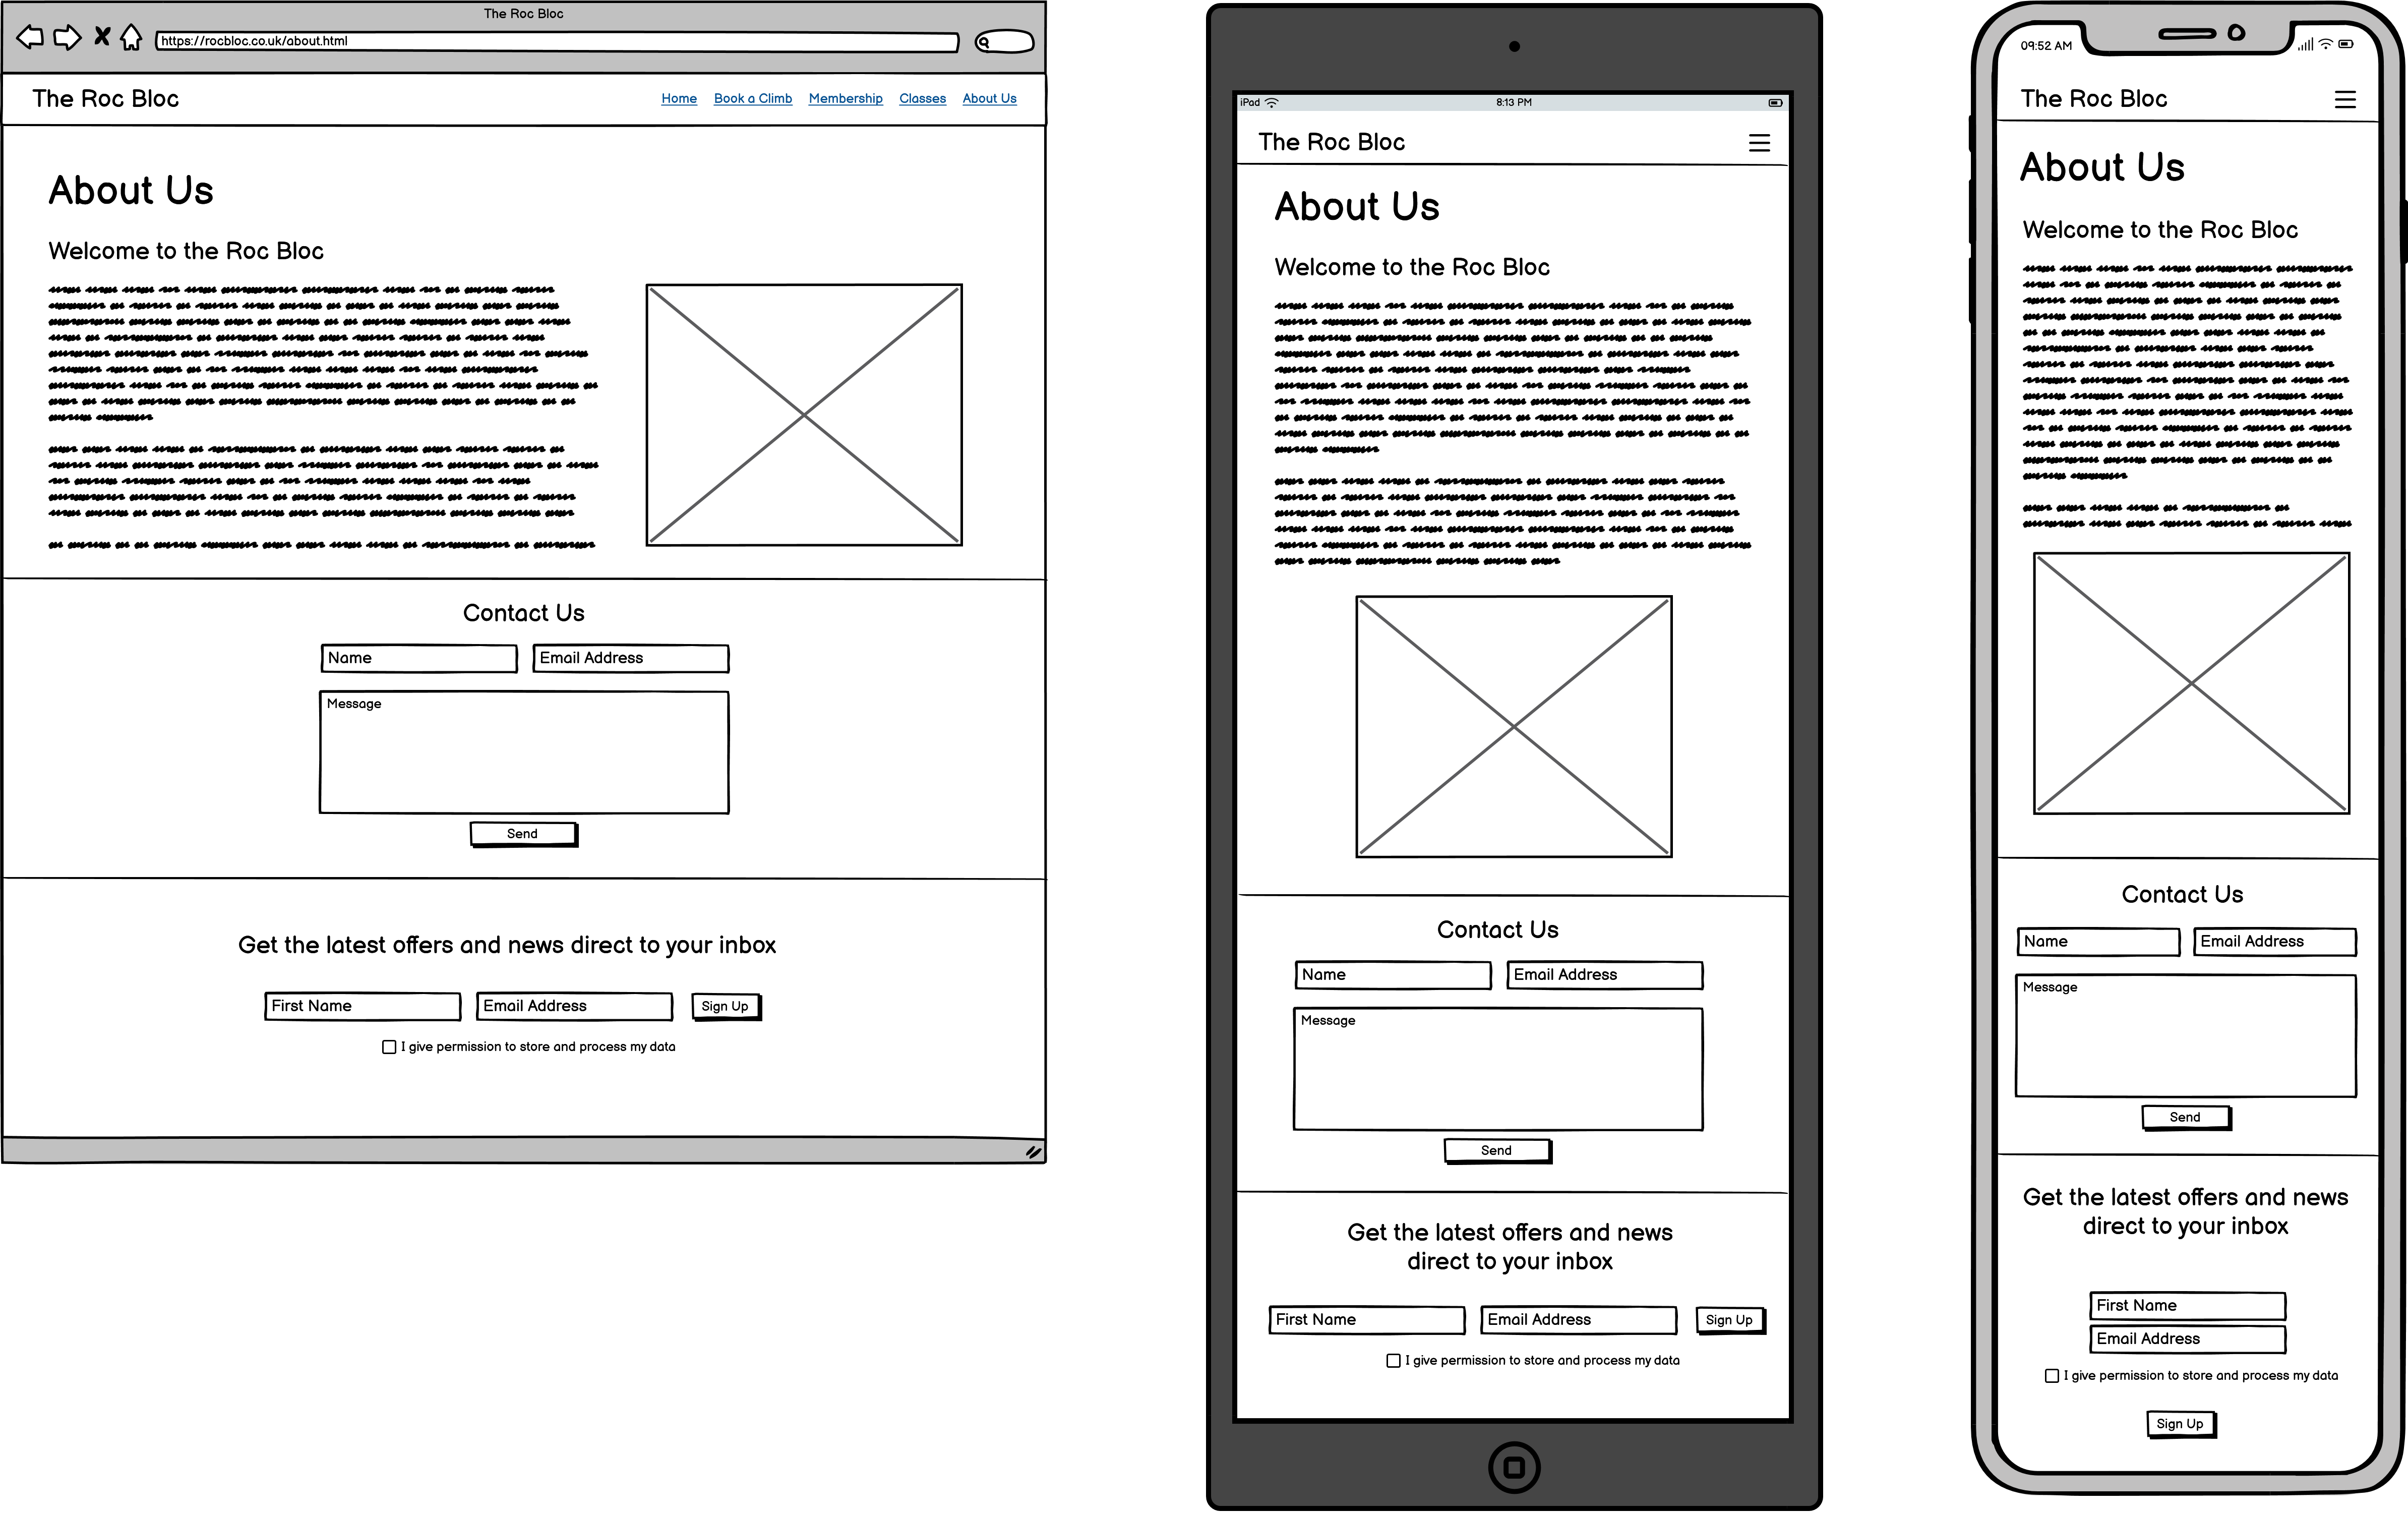 The Roc Bloc
https://rocbloc.co.uk/about.html
The Roc Bloc
Home Book a Climb Membership Classes About Us
About Us
Welcome to the Roc Bloc
Contact Us
Name Email Address
Message
Send
Get the latest offers and news direct to your inbox
First Name Email Address Sign Up
I give permission to store and process my data
iPad 8:13 PM
The Roc Bloc
About Us
Welcome to the Roc Bloc
Contact Us
Name Email Address
Message
Send
Get the latest offers and news
direct to your inbox
First Name Email Address Sign Up
I give permission to store and process my data
09:52 AM
The Roc Bloc
About Us
Welcome to the Roc Bloc
Contact Us
Name Email Address
Message
Send
Get the latest offers and news
direct to your inbox
First Name
Email Address
I give permission to store and process my data
Sign Up